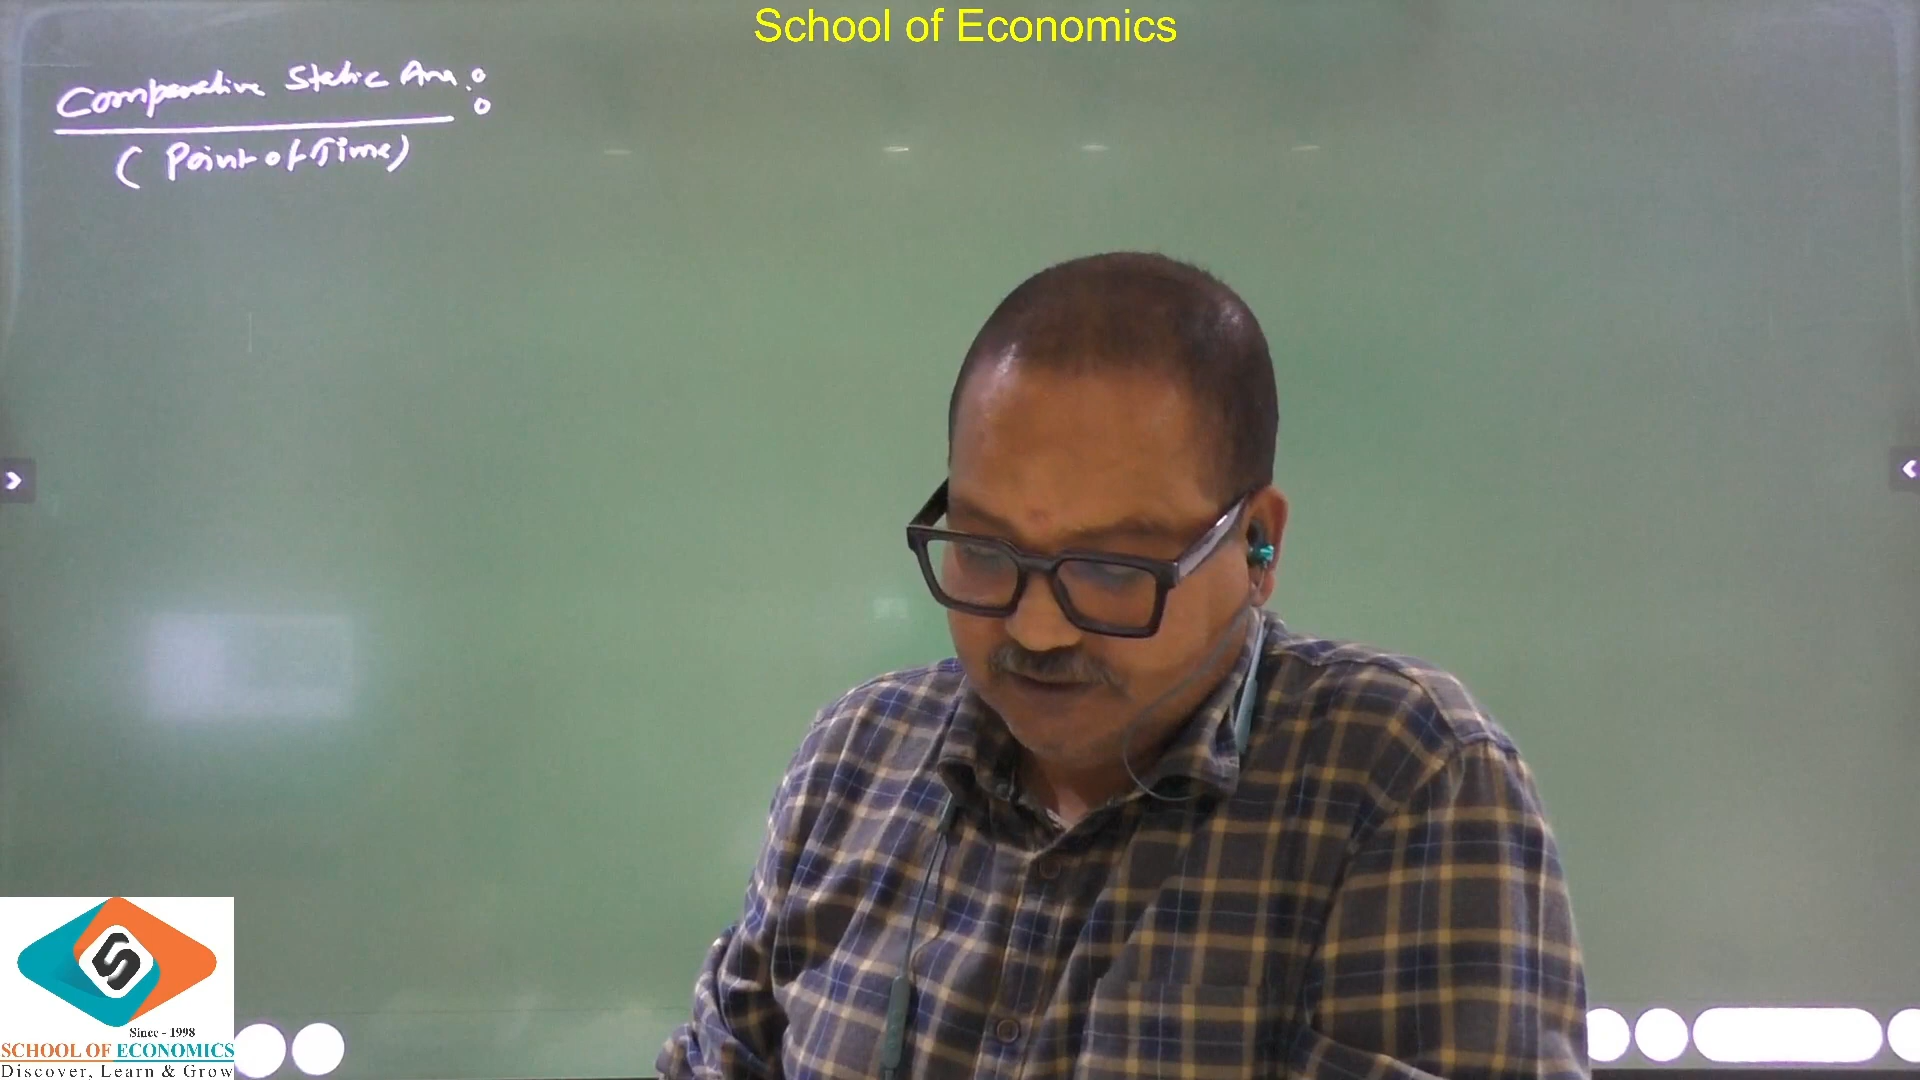 School of Economics
Comparative Static Ana.:
(Point of Time)
Since - 1998
SCHOOL OF ECONOMICS
Discover, Learn & Grow